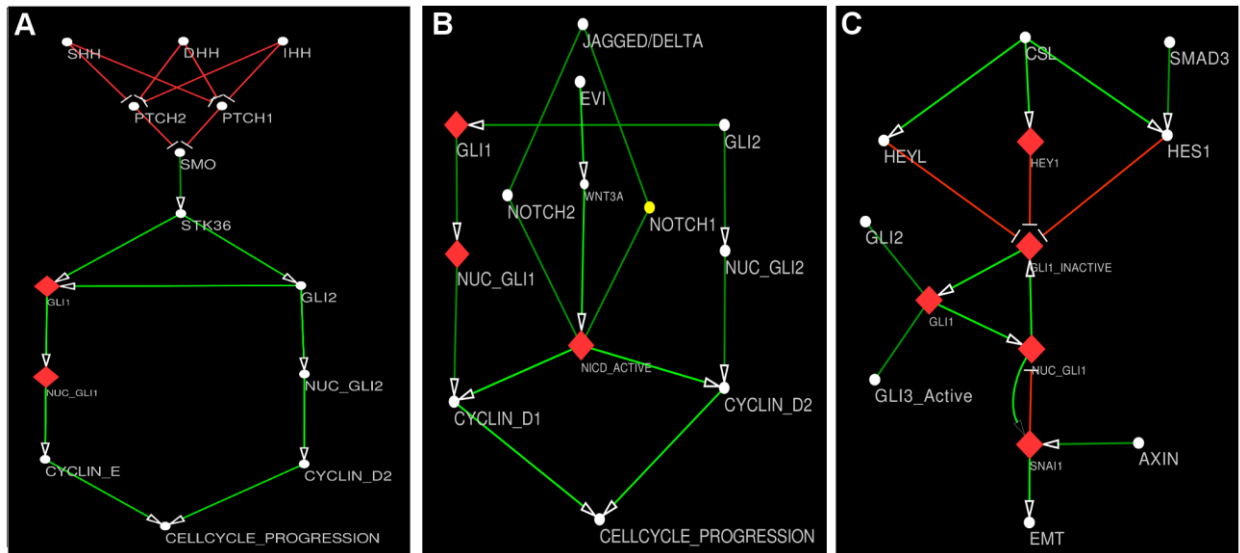 A
SHH
DHH
IHH
PTCH2
PTCH1
SMO
STK36
GLI1
GLI2
NUC_GLI1
NUC_GLI2
CYCLIN_E
CYCLIN_D2
CELLCYCLE_PROGRESSION
B
JAGGED/DELTA
EVI
GLI1
GLI2
NOTCH2
WNT3A
NOTCH1
NUC_GLI1
NUC_GLI2
NICD_ACTIVE
CYCLIN_D1
CYCLIN_D2
CELLCYCLE_PROGRESSION
C
CSL
SMAD3
HEYL
HEY1
HES1
GLI2
GLI1_INACTIVE
GLI1
NUC_GLI1
GLI3_Active
SNAI1
AXIN
EMT